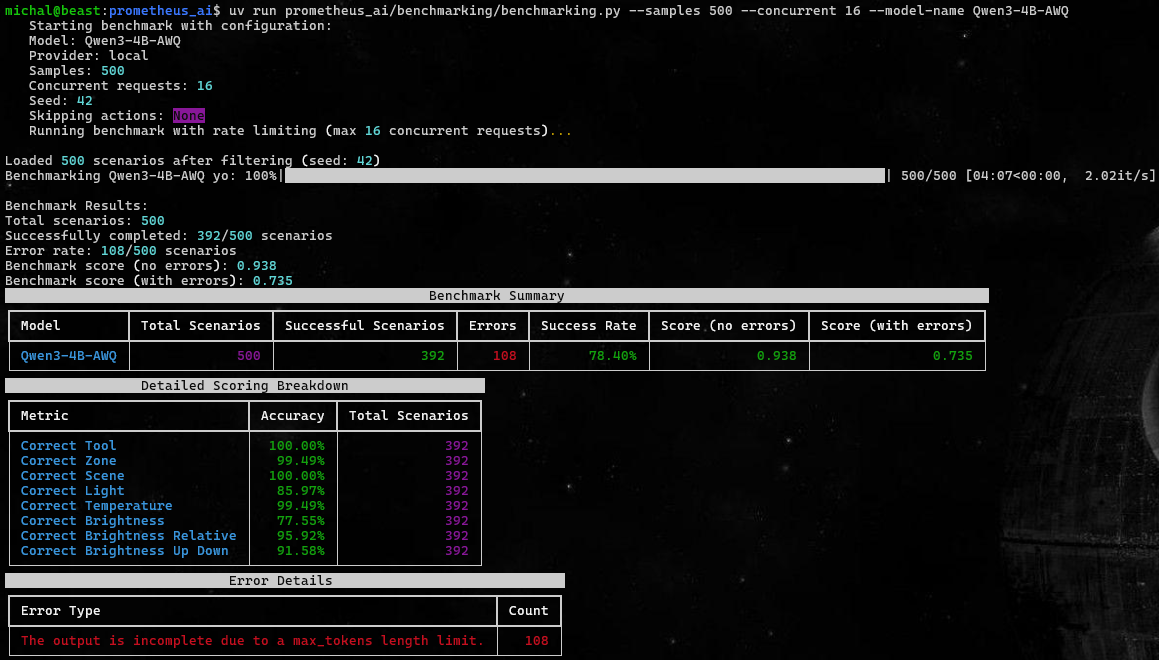 michal@beast:prometheus_ai$ uv run prometheus_ai/benchmarking/benchmarking.py --samples 500 --concurrent 16 --model-name Qwen3-4B-AWQ
Starting benchmark with configuration:
Model: Qwen3-4B-AWQ
Provider: local
Samples: 500
Concurrent requests: 16
Seed: 42
Skipping actions: None
Running benchmark with rate limiting (max 16 concurrent requests)...
Loaded 500 scenarios after filtering (seed: 42)
Benchmarking Qwen3-4B-AWQ yo: 100%| | 500/500 [04:07<00:00, 2.02it/s]
Benchmark Results:
Total scenarios: 500
Successfully completed: 392/500 scenarios
Error rate: 108/500 scenarios
Benchmark score (no errors): 0.938
Benchmark score (with errors): 0.735
Benchmark Summary
Model Total Scenarios Successful Scenarios Errors Success Rate Score (no errors) Score (with errors)
Qwen3-4B-AWQ 500 392 108 78.40% 0.938 0.735
Detailed Scoring Breakdown
Metric Accuracy Total Scenarios
Correct Tool 100.00% 392
Correct Zone 99.49% 392
Correct Scene 100.00% 392
Correct Light 85.97% 392
Correct Temperature 99.49% 392
Correct Brightness 77.55% 392
Correct Brightness Relative 95.92% 392
Correct Brightness Up Down 91.58% 392
Error Details
Error Type Count
The output is incomplete due to a max_tokens length limit. 108